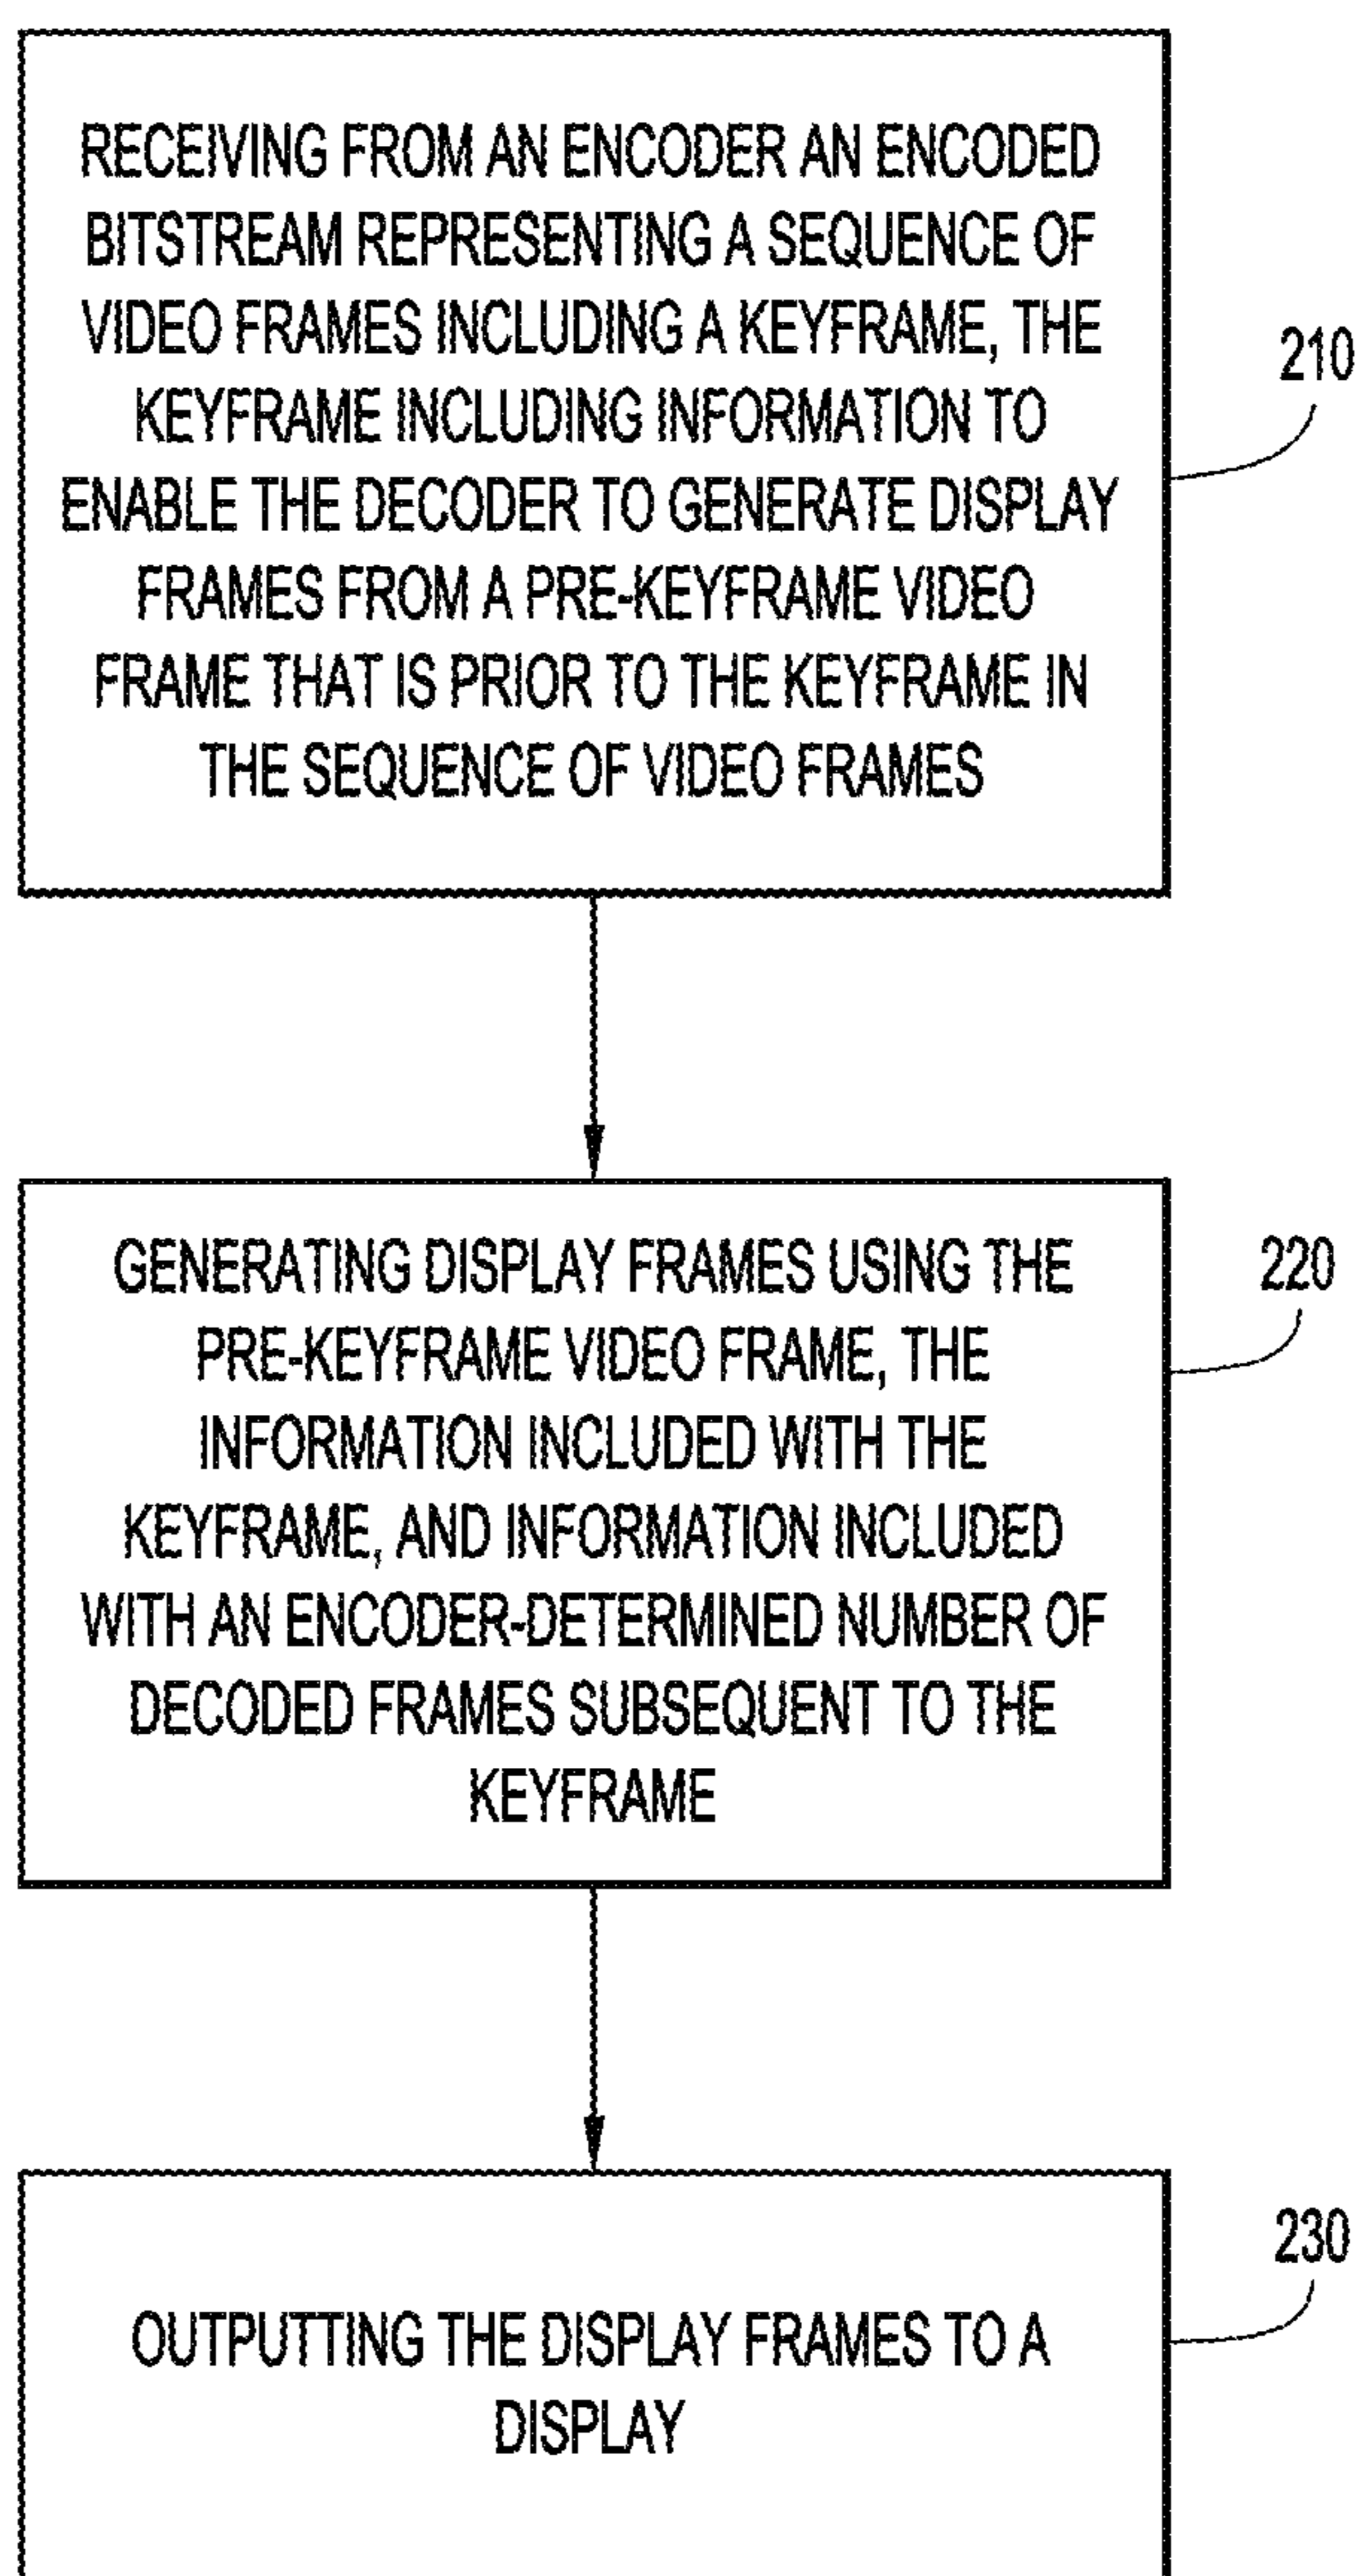 RECEIVING FROM AN ENCODER AN ENCODED
BITSTREAM REPRESENTING A SEQUENCE OF
VIDEO FRAMES INCLUDING A KEYFRAME, THE
KEYFRAME INCLUDING INFORMATION TO
ENABLE THE DECODER TO GENERATE DISPLAY
FRAMES FROM A PRE-KEYFRAME VIDEO
FRAME THAT IS PRIOR TO THE KEYFRAME IN
THE SEQUENCE OF VIDEO FRAMES
210
GENERATING DISPLAY FRAMES USING THE
PRE-KEYFRAME VIDEO FRAME, THE
INFORMATION INCLUDED WITH THE
KEYFRAME, AND INFORMATION INCLUDED
WITH AN ENCODER-DETERMINED NUMBER OF
DECODED FRAMES SUBSEQUENT TO THE
KEYFRAME
220
OUTPUTTING THE DISPLAY FRAMES TO A
DISPLAY
230